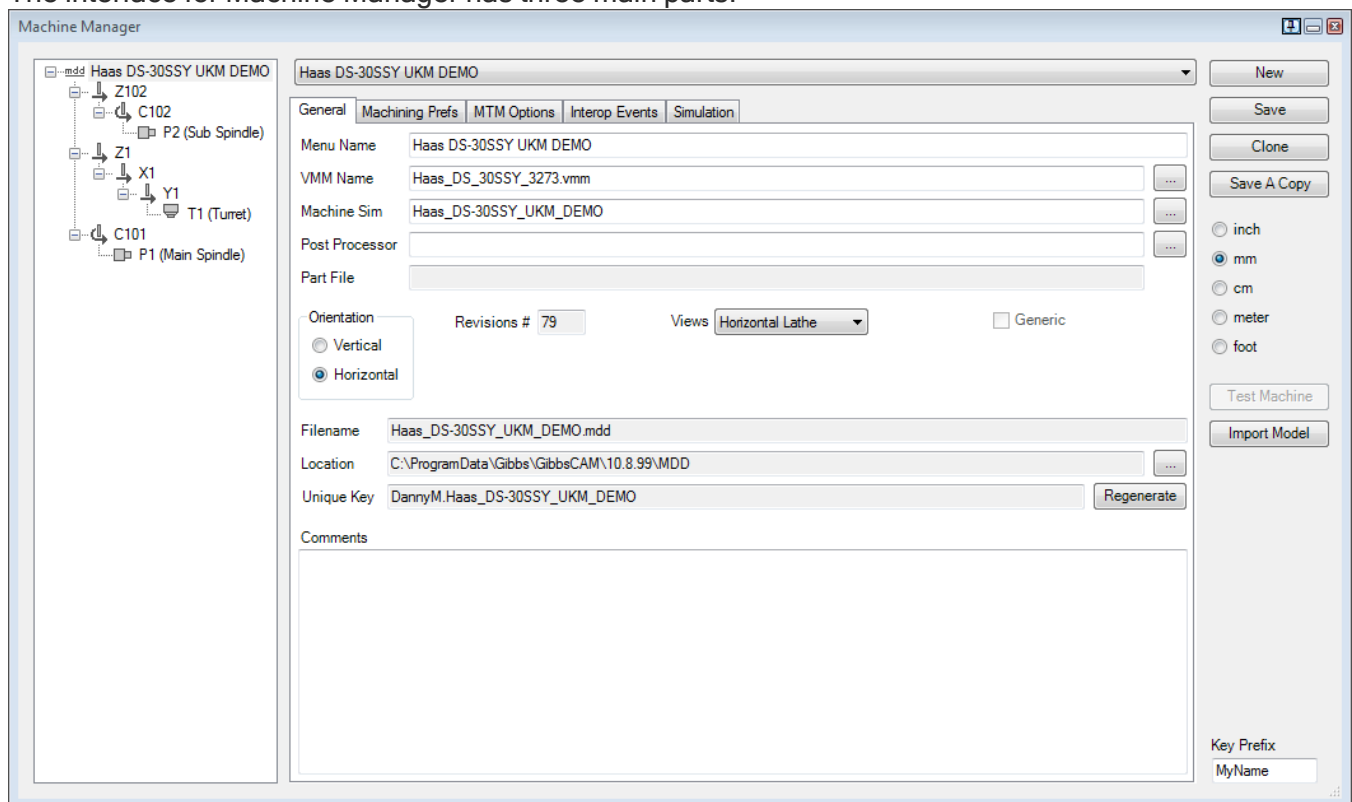 The interface for Machine Manager has three main parts:
Machine Manager
mdd Haas DS-30SSY UKM DEMO
Z102
C102
P2 (Sub Spindle)
Z1
X1
Y1
T1 (Turret)
C101
P1 (Main Spindle)
Haas DS-30SSY UKM DEMO
General Machining Prefs MTM Options Interop Events Simulation
Menu Name Haas DS-30SSY UKM DEMO
VMM Name Haas_DS_30SSY_3273.vmm ...
Machine Sim Haas_DS-30SSY_UKM_DEMO ...
Post Processor ...
Part File
Orientation
Vertical
Horizontal
Revisions # 79 Views Horizontal Lathe Generic
Filename Haas_DS-30SSY_UKM_DEMO.mdd
Location C:\ProgramData\Gibbs\GibbsCAM\10.8.99\MDD ...
Unique Key DannyM.Haas_DS-30SSY_UKM_DEMO Regenerate
Comments
New
Save
Clone
Save A Copy
inch
mm
cm
meter
foot
Test Machine
Import Model
Key Prefix
MyName